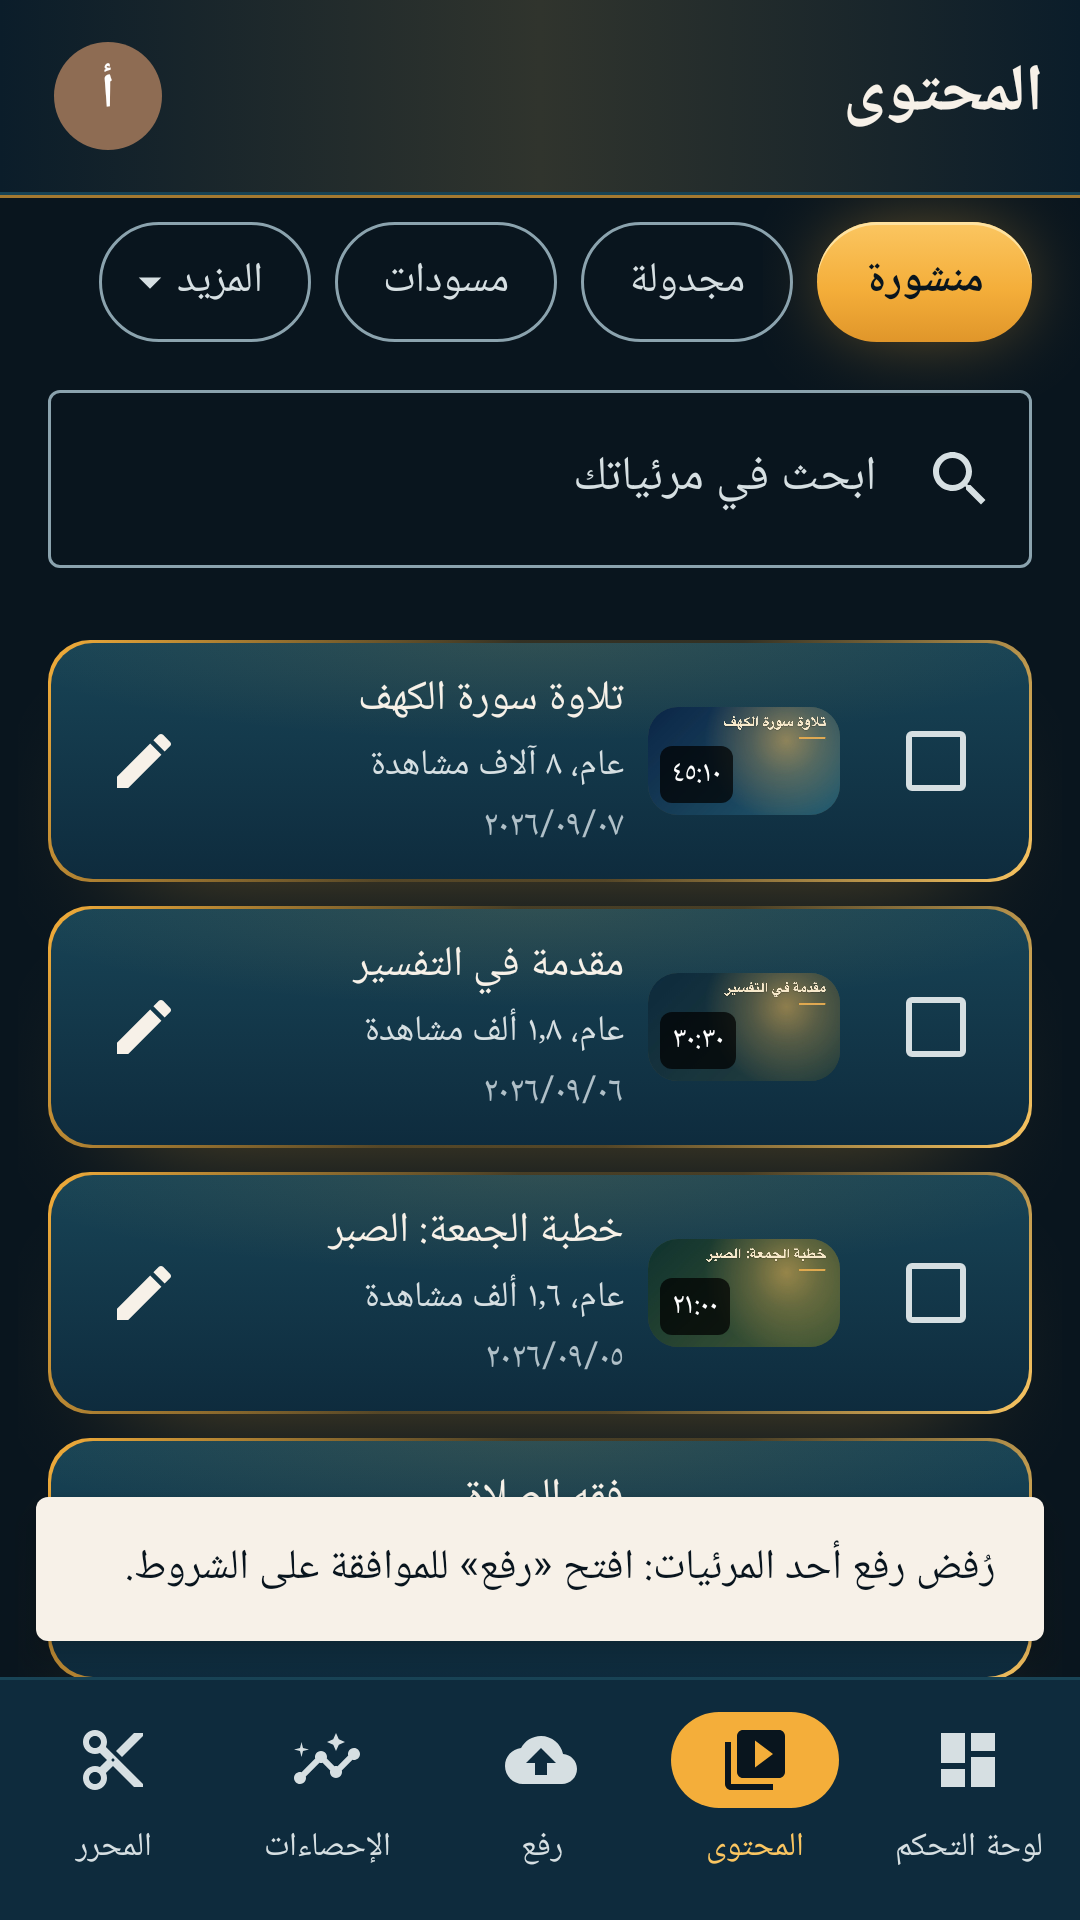 المحتوى
أ
منشورة
مجدولة
مسودات
المزيد
ابحث في مرئياتك
تلاوة سورة الكهف
٤٥:١٠
تلاوة سورة الكهف
عام، ٨ آلاف مشاهدة
٢٠٢٦/٠٩/٠٧
مقدمة في التفسير
٣٠:٣٠
مقدمة في التفسير
عام، ١,٨ ألف مشاهدة
٢٠٢٦/٠٩/٠٦
خطبة الجمعة: الصبر
٢١:٠٠
خطبة الجمعة: الصبر
عام، ١,٦ ألف مشاهدة
٢٠٢٦/٠٩/٠٥
فقه الصلاة
رُفض رفع أحد المرئيات: افتح «رفع» للموافقة على الشروط.
لوحة التحكم
المحتوى
رفع
الإحصاءات
المحرر